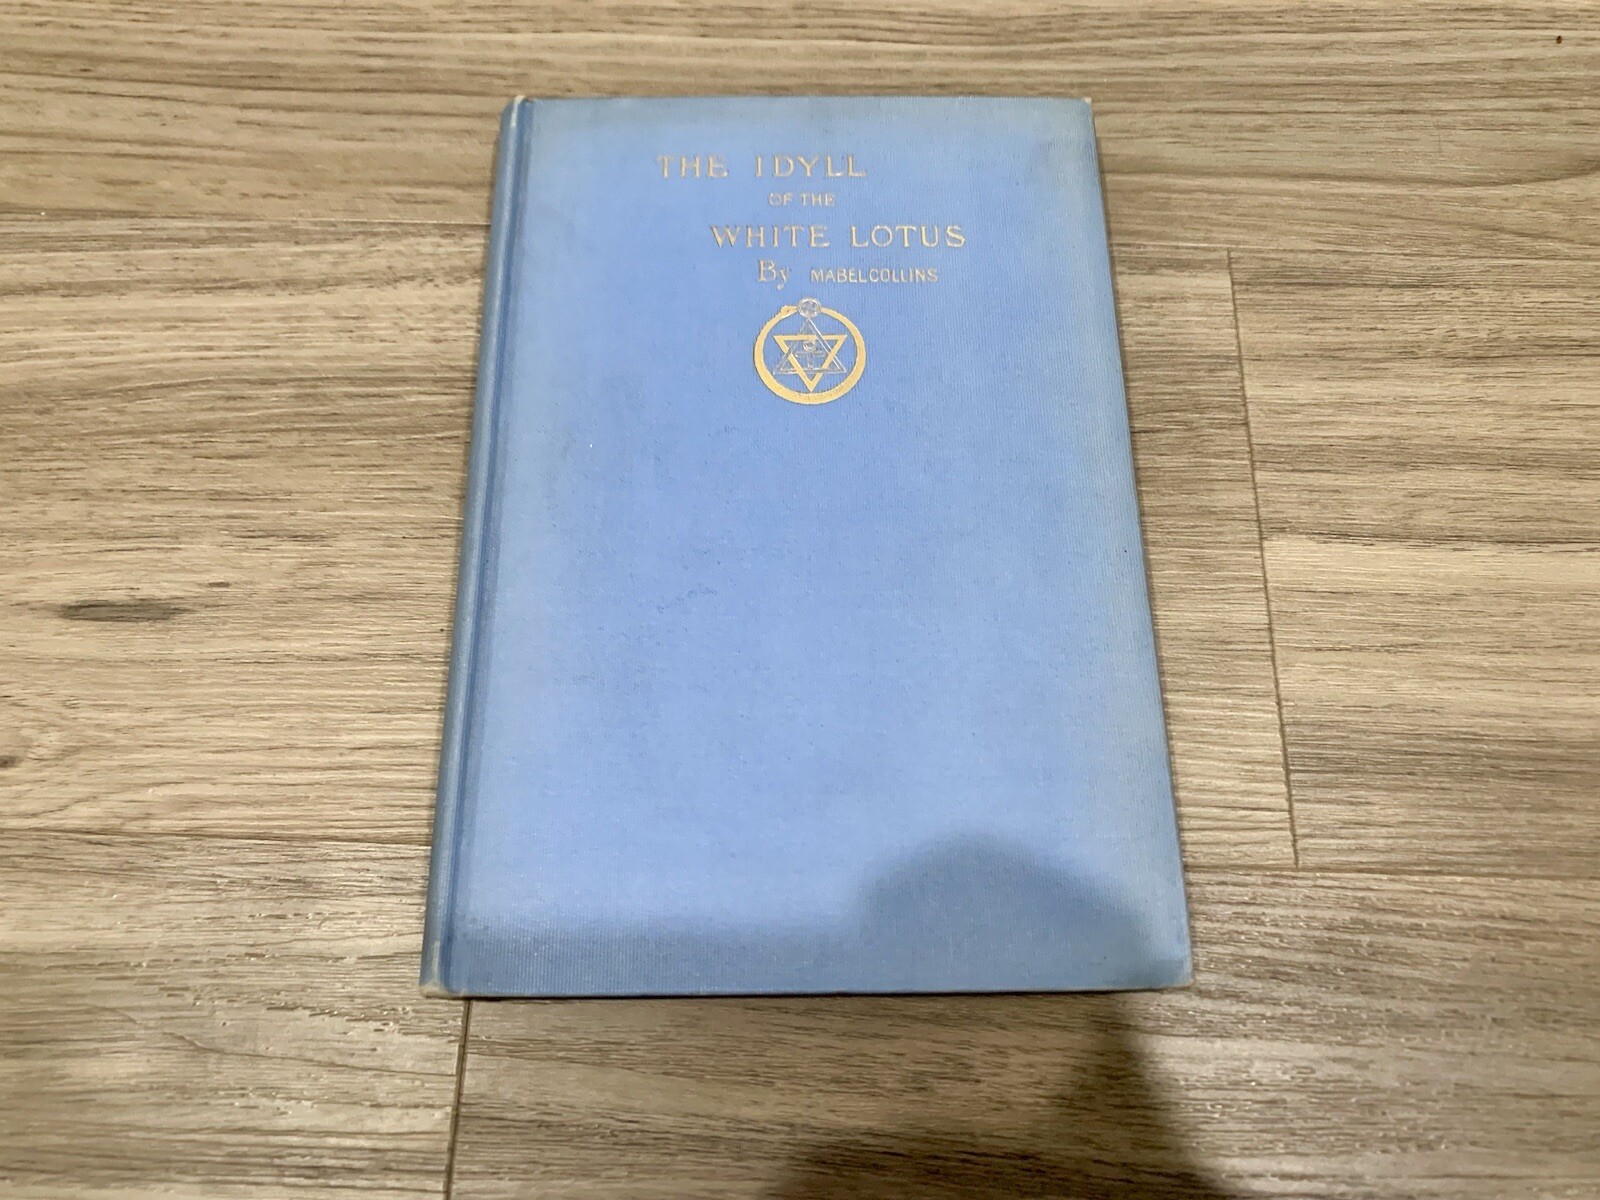 THE IDYLL
OF THE
WHITE LOTUS
By MABEL COLLINS